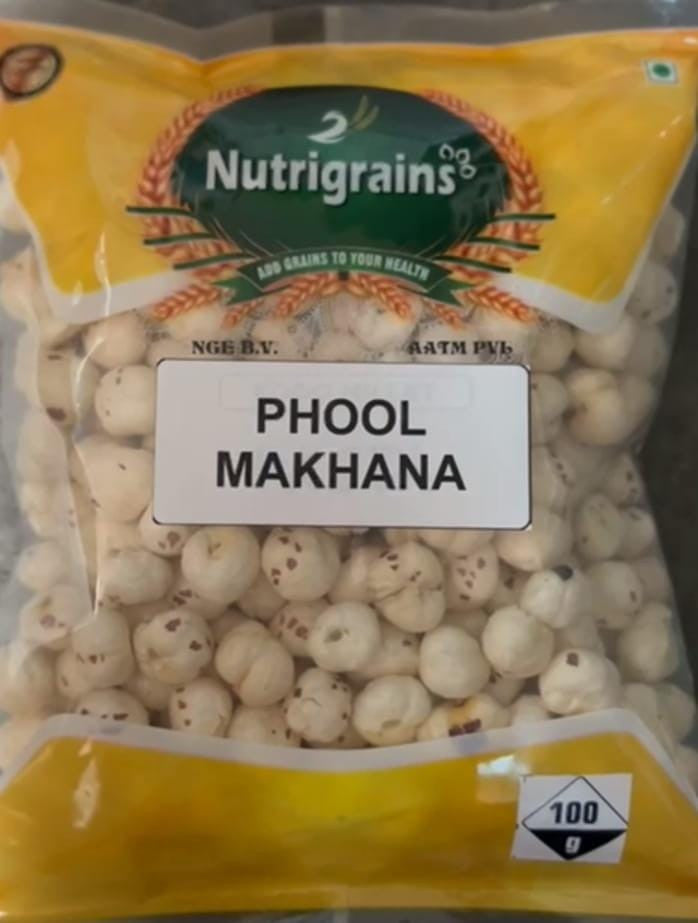 Nutrigrains
ADD GRAINS TO YOUR HEALTH
NGE B.V. AATM PVL
PHOOL
MAKHANA
100
g